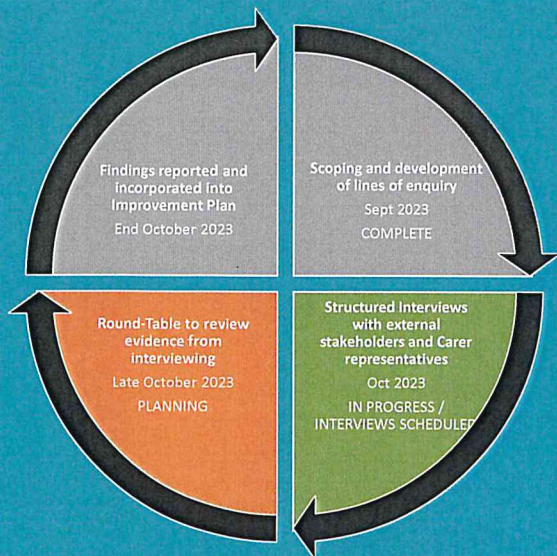 Findings reported and
incorporated into
Improvement Plan
End October 2023
Scoping and development
of lines of enquiry
Sept 2023
COMPLETE
Round-Table to review
evidence from
interviewing
Late October 2023
PLANNING
Structured Interviews
with external
stakeholders and Carer
representatives
Oct 2023
IN PROGRESS /
INTERVIEWS SCHEDULED